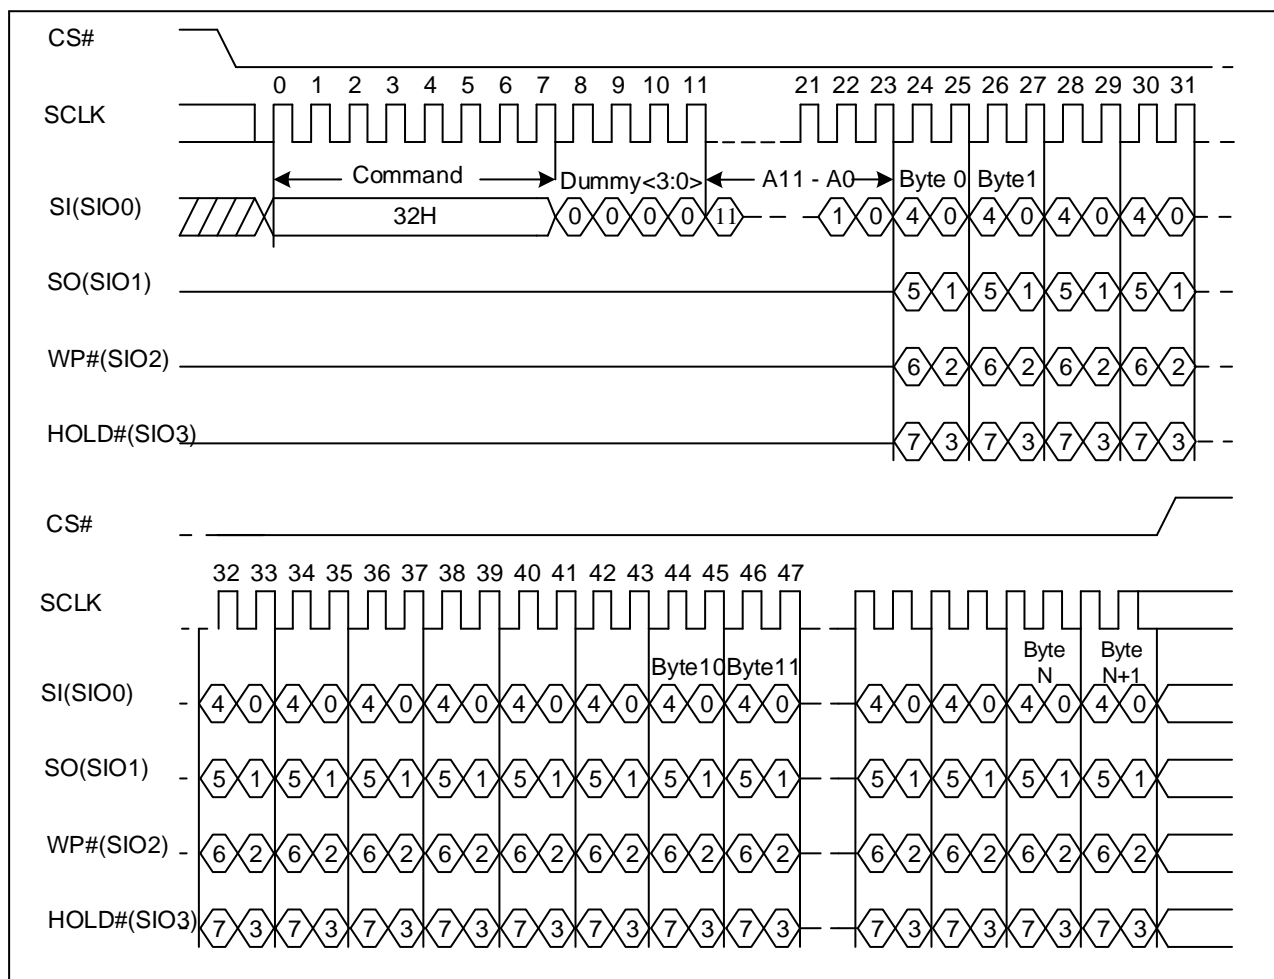 CS#
0 1 2 3 4 5 6 7 8 9 10 11 21 22 23 24 25 26 27 28 29 30 31
SCLK
Command Dummy<3:0> A11 - A0 Byte 0 Byte1
SI(SIO0) 32H 0 0 0 0 11 1 0 4 0 4 0 4 0 4 0
SO(SIO1) 5 1 5 1 5 1 5 1
WP#(SIO2) 6 2 6 2 6 2 6 2
HOLD#(SIO3) 7 3 7 3 7 3 7 3
CS#
32 33 34 35 36 37 38 39 40 41 42 43 44 45 46 47
SCLK
Byte10 Byte11 Byte N Byte N+1
SI(SIO0) 4 0 4 0 4 0 4 0 4 0 4 0 4 0 4 0 4 0 4 0 4 0 4 0
SO(SIO1) 5 1 5 1 5 1 5 1 5 1 5 1 5 1 5 1 5 1 5 1 5 1 5 1
WP#(SIO2) 6 2 6 2 6 2 6 2 6 2 6 2 6 2 6 2 6 2 6 2 6 2 6 2
HOLD#(SIO3) 7 3 7 3 7 3 7 3 7 3 7 3 7 3 7 3 7 3 7 3 7 3 7 3